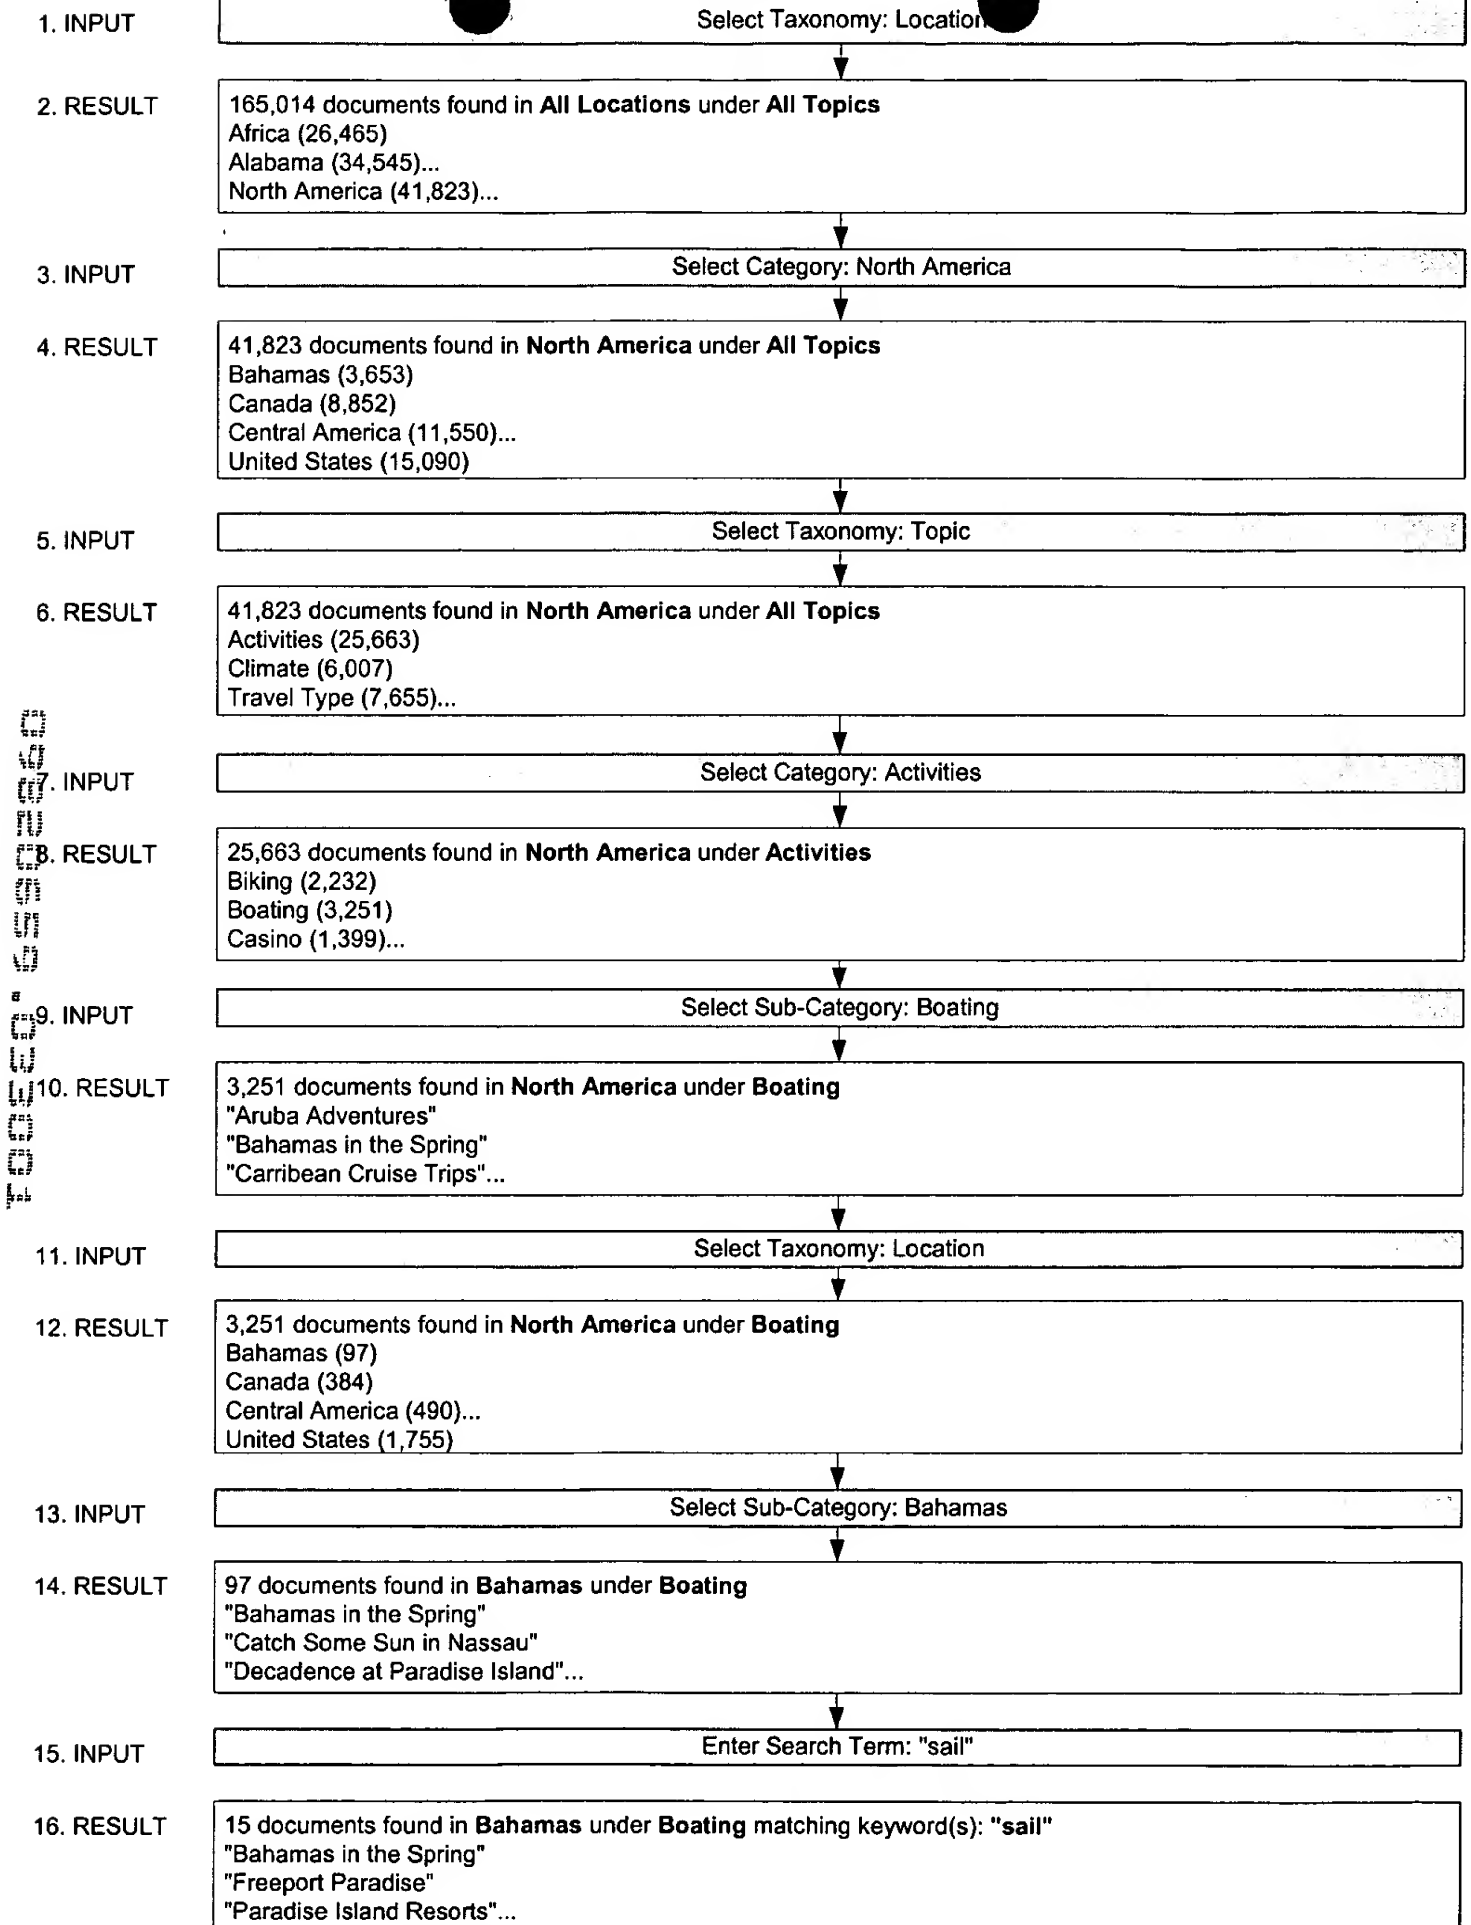 1. INPUT
Select Taxonomy: Location
2. RESULT
165,014 documents found in All Locations under All Topics
Africa (26,465)
Alabama (34,545)...
North America (41,823)...
3. INPUT
Select Category: North America
4. RESULT
41,823 documents found in North America under All Topics
Bahamas (3,653)
Canada (8,852)
Central America (11,550)...
United States (15,090)
5. INPUT
Select Taxonomy: Topic
6. RESULT
41,823 documents found in North America under All Topics
Activities (25,663)
Climate (6,007)
Travel Type (7,655)...
7. INPUT
Select Category: Activities
8. RESULT
25,663 documents found in North America under Activities
Biking (2,232)
Boating (3,251)
Casino (1,399)...
9. INPUT
Select Sub-Category: Boating
10. RESULT
3,251 documents found in North America under Boating
"Aruba Adventures"
"Bahamas in the Spring"
"Carribean Cruise Trips"...
11. INPUT
Select Taxonomy: Location
12. RESULT
3,251 documents found in North America under Boating
Bahamas (97)
Canada (384)
Central America (490)...
United States (1,755)
13. INPUT
Select Sub-Category: Bahamas
14. RESULT
97 documents found in Bahamas under Boating
"Bahamas in the Spring"
"Catch Some Sun in Nassau"
"Decadence at Paradise Island"...
15. INPUT
Enter Search Term: "sail"
16. RESULT
15 documents found in Bahamas under Boating matching keyword(s): "sail"
"Bahamas in the Spring"
"Freeport Paradise"
"Paradise Island Resorts"...